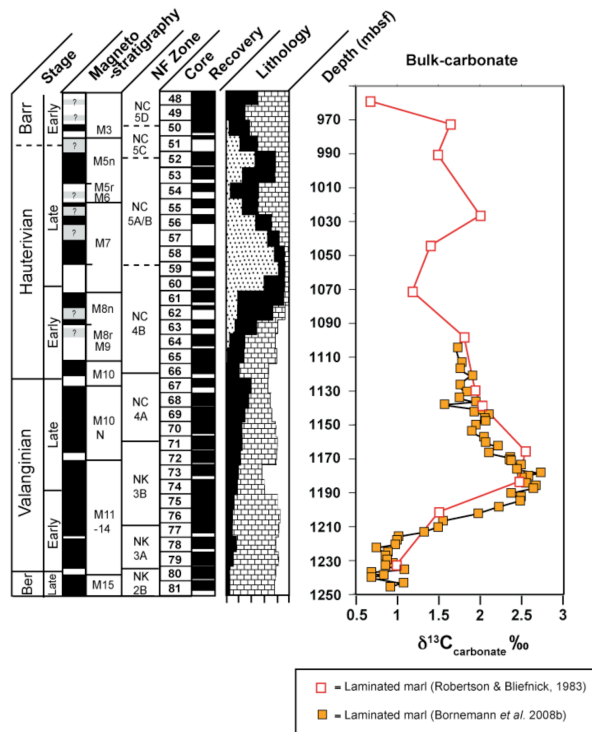 Stage
Magneto
-stratigraphy
NF Zone
Core
Recovery
Lithology
Depth (mbsf)
Bulk-carbonate
Barr
Hauterivian
Valanginian
Ber
Early
Late
Early
Late
Early
Late
?
?
?
?
?
?
?
?
M3
M5n
M5r
M6
M7
M8n
M8r
M9
M10
M10
N
M11
-14
M15
NC
5D
NC
5C
NC
5A/B
NC
4B
NC
4A
NK
3B
NK
3A
NK
2B
48
49
50
51
52
53
54
55
56
57
58
59
60
61
62
63
64
65
66
67
68
69
70
71
72
73
74
75
76
77
78
79
80
81
970
990
1010
1030
1050
1070
1090
1110
1130
1150
1170
1190
1210
1230
1250
0.5 1 1.5 2 2.5 3
δ13Ccarbonate ‰
= Laminated marl (Robertson & Bliefnick, 1983)
= Laminated marl (Bornemann et al. 2008b)